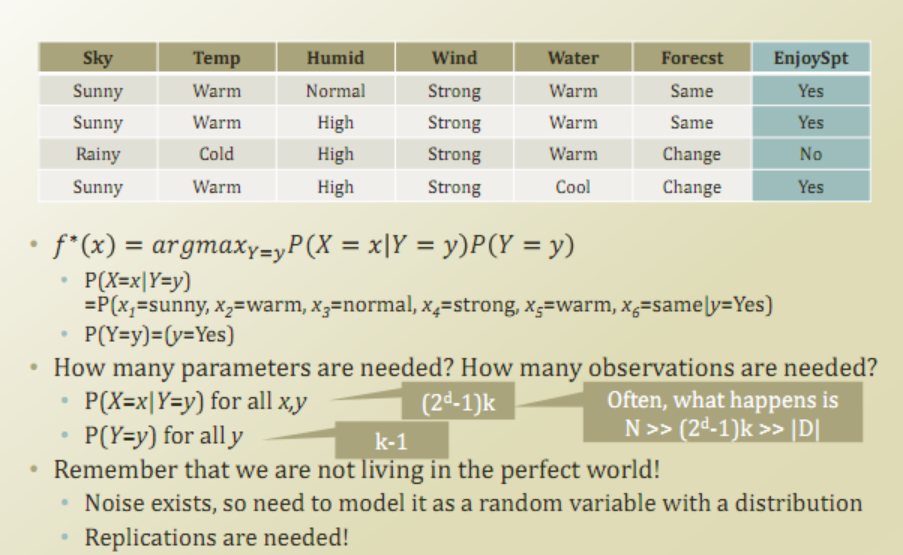 Sky Temp Humid Wind Water Forecst EnjoySpt
Sunny Warm Normal Strong Warm Same Yes
Sunny Warm High Strong Warm Same Yes
Rainy Cold High Strong Warm Change No
Sunny Warm High Strong Cool Change Yes
• f*(x) = argmax_{Y=y}P(X = x|Y = y)P(Y = y)
• P(X=x|Y=y)
=P(x₁=sunny, x₂=warm, x₃=normal, x₄=strong, x₅=warm, x₆=same|y=Yes)
• P(Y=y)=(y=Yes)
• How many parameters are needed? How many observations are needed?
• P(X=x|Y=y) for all x,y
(2ᵈ-1)k
Often, what happens is
N >> (2ᵈ-1)k >> |D|
• P(Y=y) for all y
k-1
• Remember that we are not living in the perfect world!
• Noise exists, so need to model it as a random variable with a distribution
• Replications are needed!